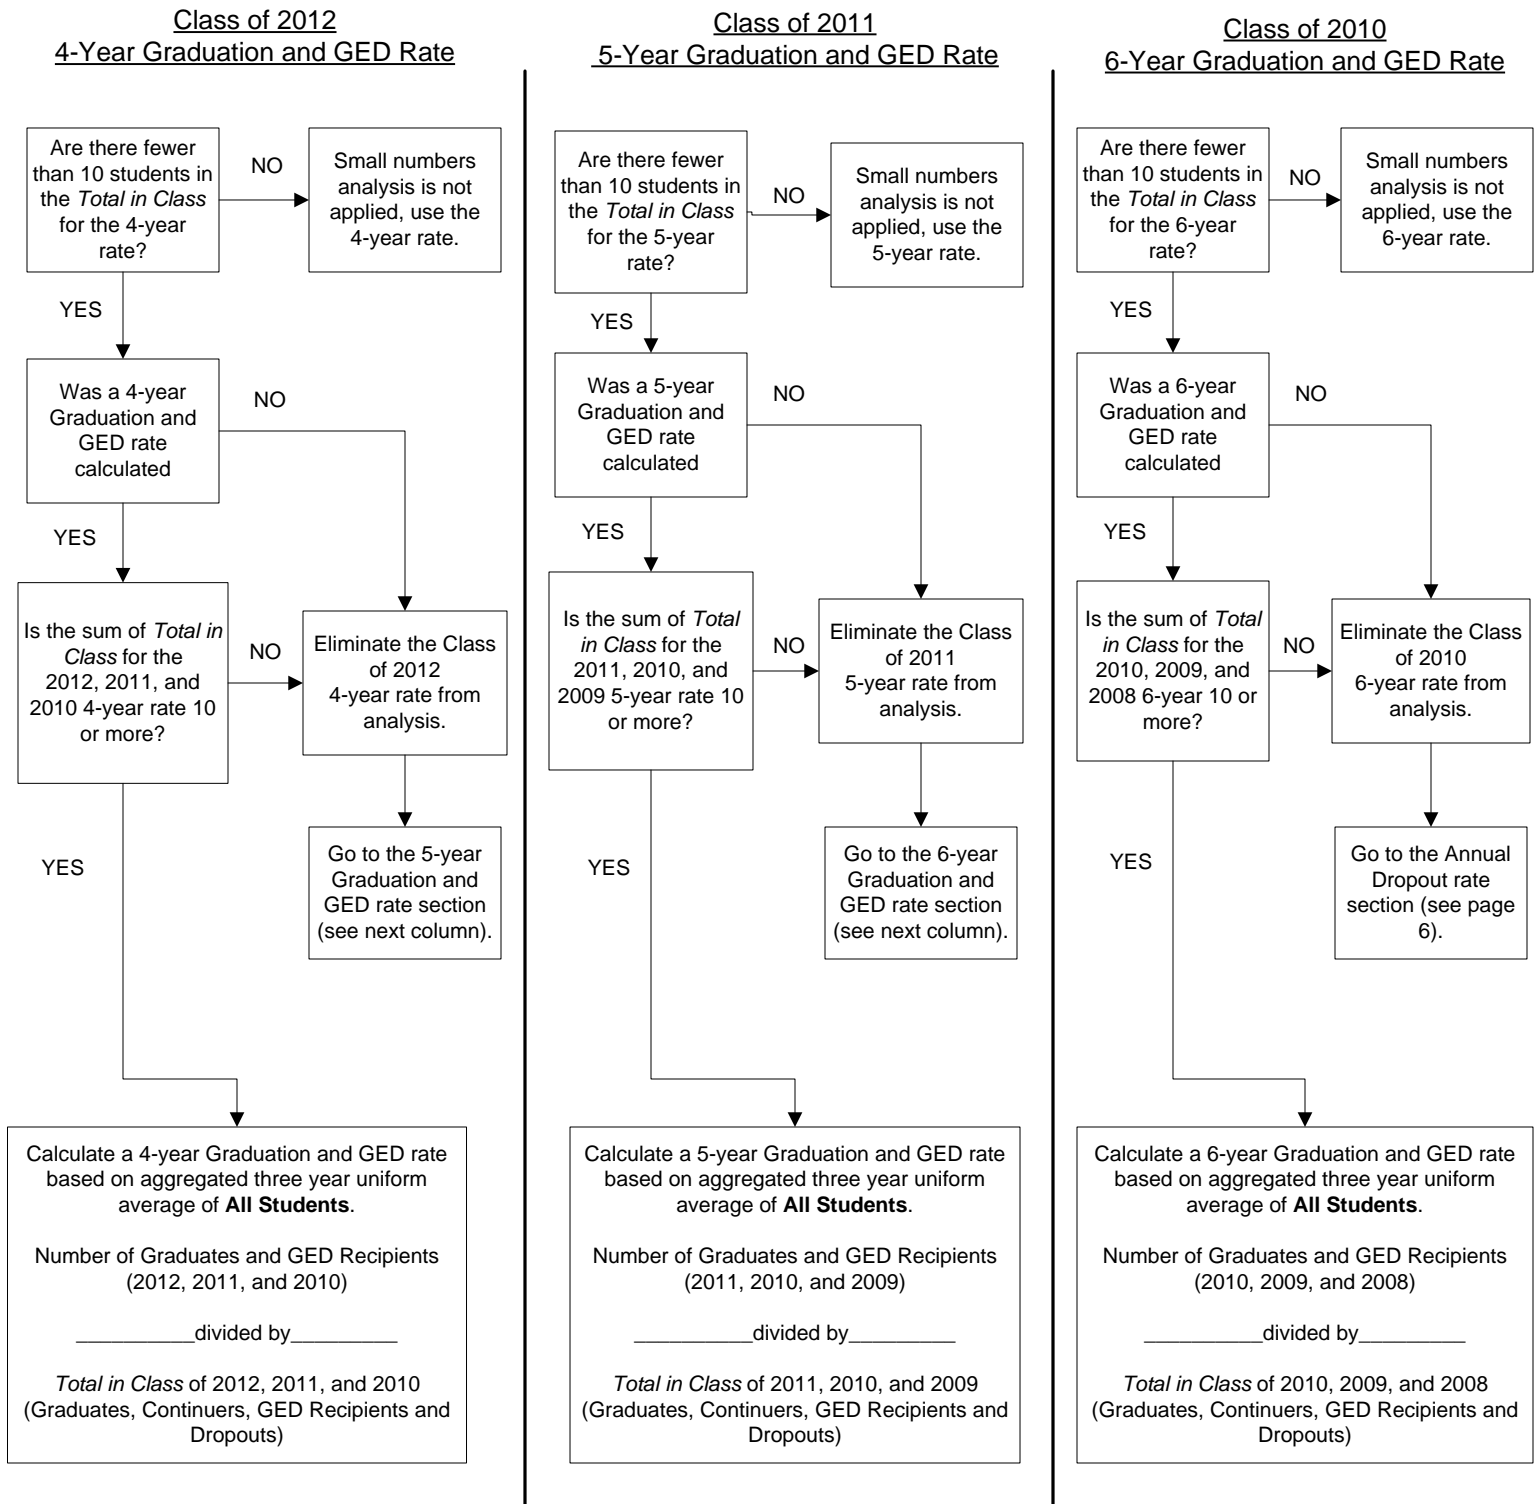 Class of 2012
4-Year Graduation and GED Rate
Are there fewer
than 10 students in
the Total in Class
for the 4-year
rate?
NO
Small numbers
analysis is not
applied, use the
4-year rate.
YES
Was a 4-year
Graduation and
GED rate
calculated
NO
YES
Is the sum of Total in
Class for the
2012, 2011, and
2010 4-year rate 10
or more?
NO
Eliminate the Class
of 2012
4-year rate from
analysis.
YES
Go to the 5-year
Graduation and
GED rate section
(see next column).
Calculate a 4-year Graduation and GED rate
based on aggregated three year uniform
average of All Students.
Number of Graduates and GED Recipients
(2012, 2011, and 2010)
__________divided by_________
Total in Class of 2012, 2011, and 2010
(Graduates, Continuers, GED Recipients and
Dropouts)
Class of 2011
5-Year Graduation and GED Rate
Are there fewer
than 10 students in
the Total in Class
for the 5-year
rate?
NO
Small numbers
analysis is not
applied, use the
5-year rate.
YES
Was a 5-year
Graduation and
GED rate
calculated
NO
YES
Is the sum of Total
in Class for the
2011, 2010, and
2009 5-year rate 10
or more?
NO
Eliminate the Class
of 2011
5-year rate from
analysis.
YES
Go to the 6-year
Graduation and
GED rate section
(see next column).
Calculate a 5-year Graduation and GED rate
based on aggregated three year uniform
average of All Students.
Number of Graduates and GED Recipients
(2011, 2010, and 2009)
__________divided by_________
Total in Class of 2011, 2010, and 2009
(Graduates, Continuers, GED Recipients and
Dropouts)
Class of 2010
6-Year Graduation and GED Rate
Are there fewer
than 10 students in
the Total in Class
for the 6-year
rate?
NO
Small numbers
analysis is not
applied, use the
6-year rate.
YES
Was a 6-year
Graduation and
GED rate
calculated
NO
YES
Is the sum of Total
in Class for the
2010, 2009, and
2008 6-year 10 or
more?
NO
Eliminate the Class
of 2010
6-year rate from
analysis.
YES
Go to the Annual
Dropout rate
section (see page
6).
Calculate a 6-year Graduation and GED rate
based on aggregated three year uniform
average of All Students.
Number of Graduates and GED Recipients
(2010, 2009, and 2008)
__________divided by_________
Total in Class of 2010, 2009, and 2008
(Graduates, Continuers, GED Recipients and
Dropouts)